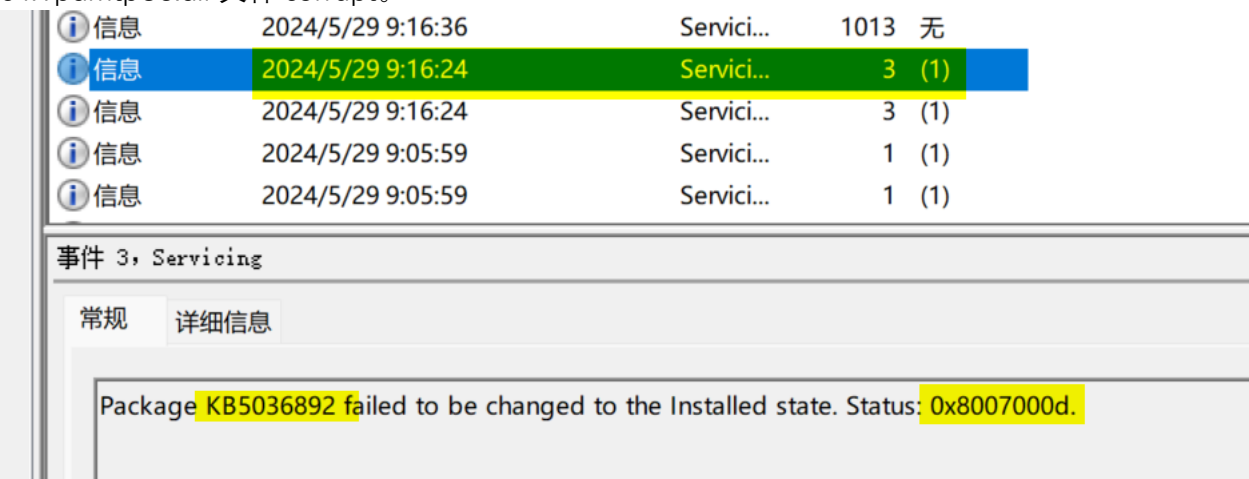 信息 2024/5/29 9:16:36 Servici... 1013 无
信息 2024/5/29 9:16:24 Servici... 3 (1)
信息 2024/5/29 9:16:24 Servici... 3 (1)
信息 2024/5/29 9:05:59 Servici... 1 (1)
信息 2024/5/29 9:05:59 Servici... 1 (1)
事件 3，Servicing
常规 详细信息
Package KB5036892 failed to be changed to the Installed state. Status: 0x8007000d.